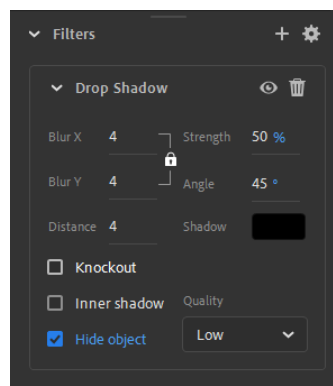 Filters
Drop Shadow
Blur X 4 Strength 50 %
Blur Y 4 Angle 45 °
Distance 4 Shadow
Knockout
Inner shadow Quality
Hide object Low